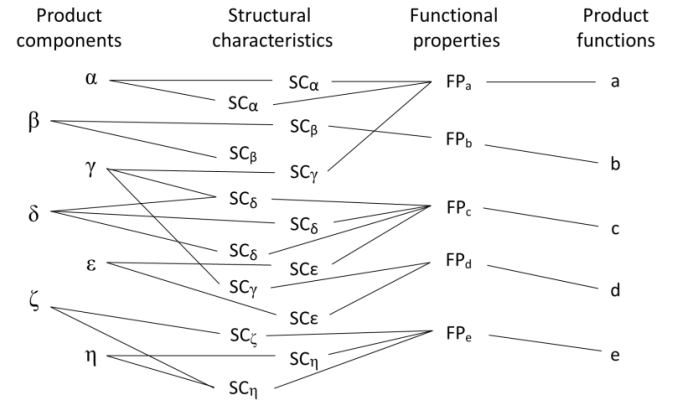 Product components
Structural characteristics
Functional properties
Product functions
α SCα FPa a
SCα
β SCβ FPb
SCβ b
γ SCγ
SCδ FPc
δ SCδ c
SCδ
ε SCε FPd
SCγ d
ζ SCε
SCζ FPe
η SCη e
SCη